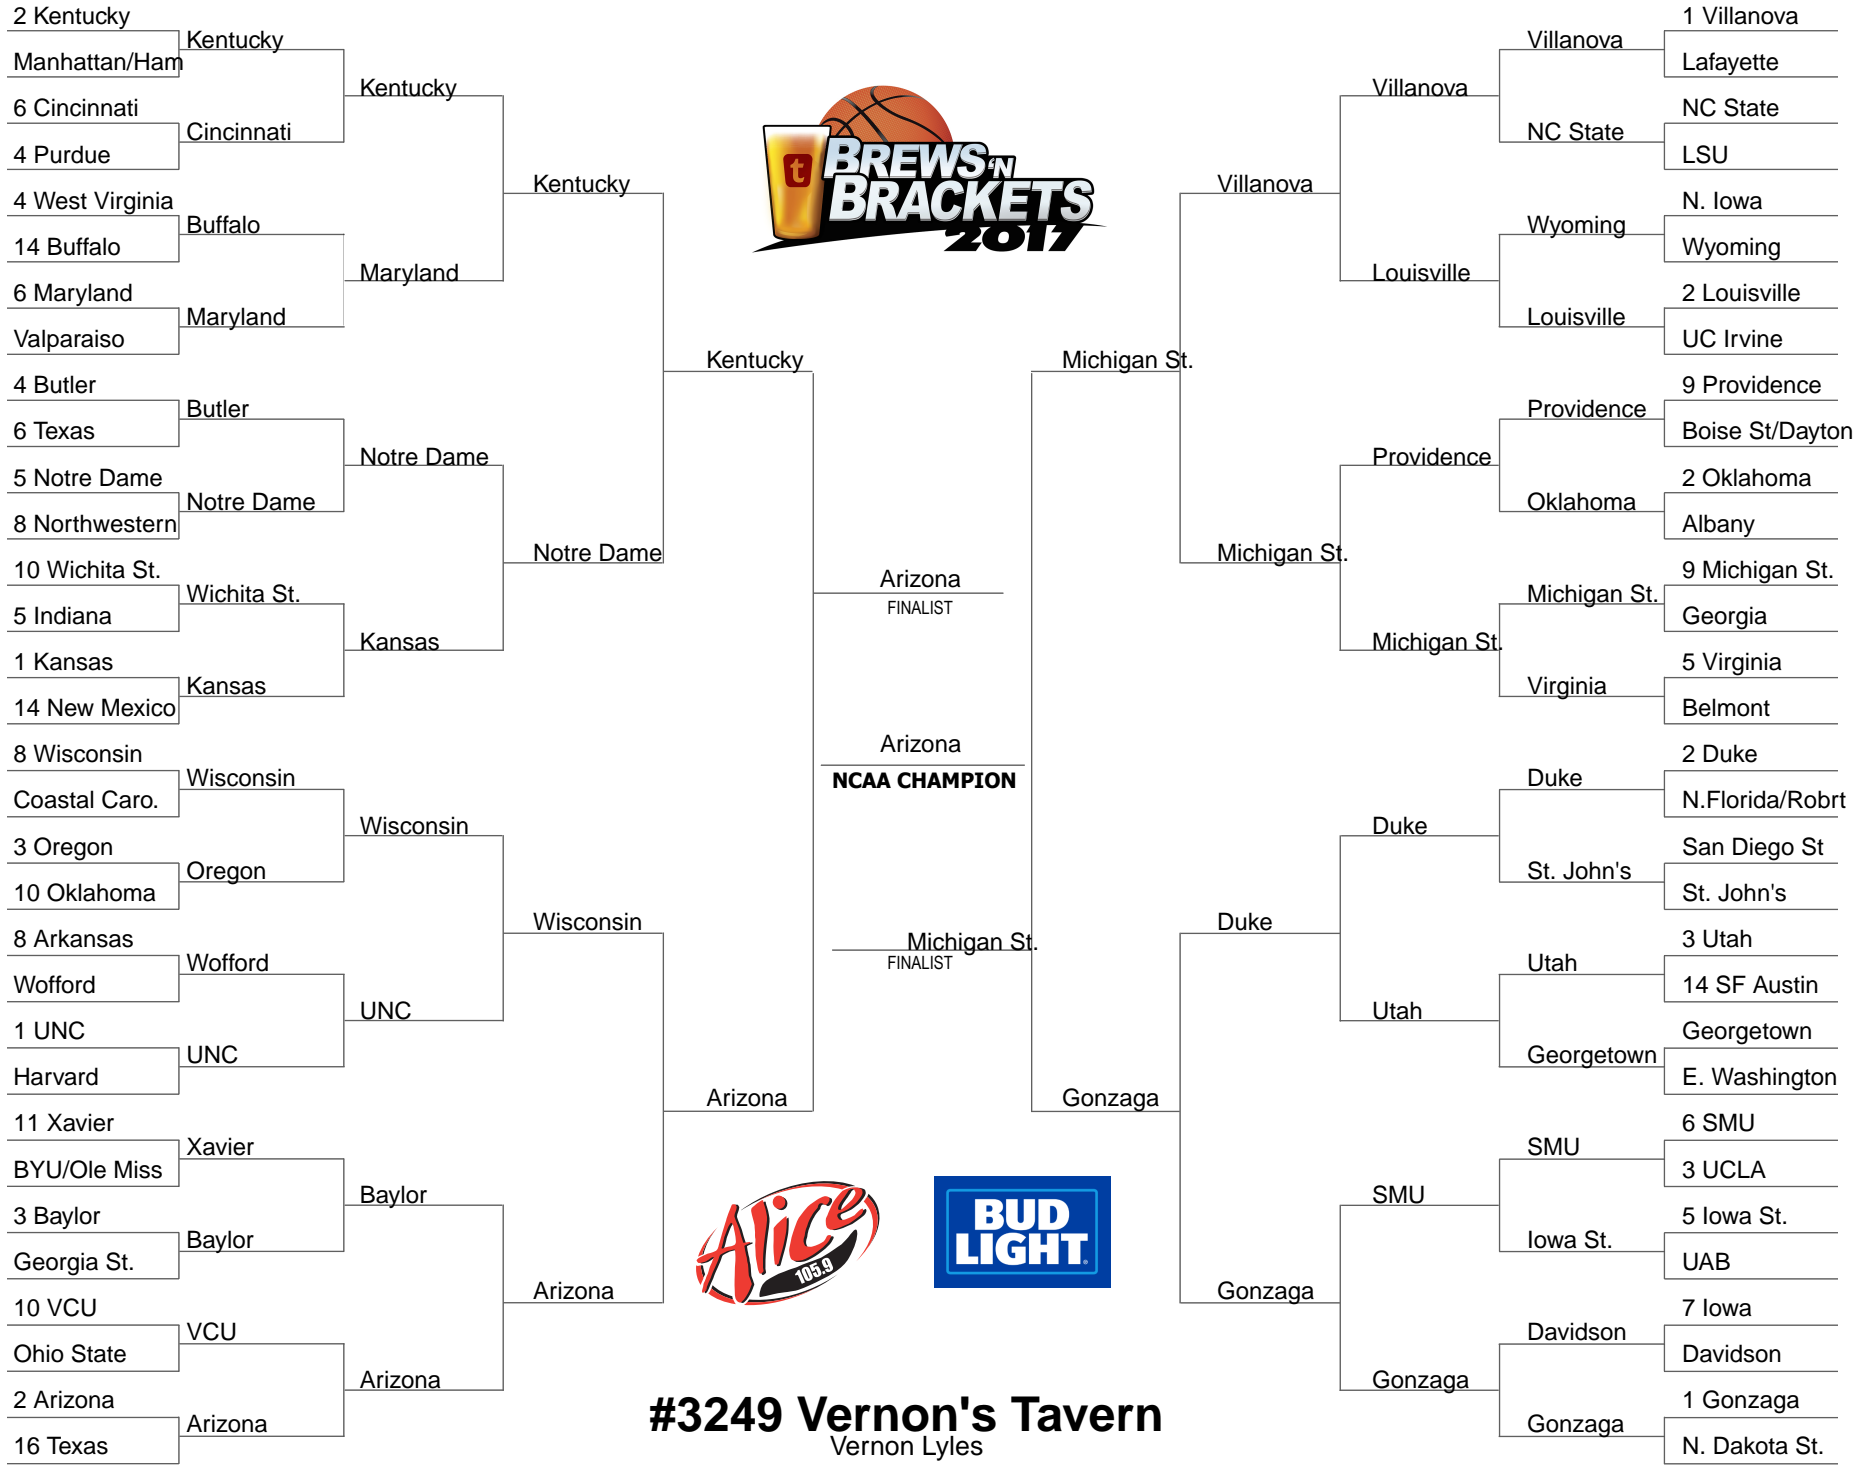 2 Kentucky
Manhattan/Ham
6 Cincinnati
4 Purdue
4 West Virginia
14 Buffalo
6 Maryland
Valparaiso
4 Butler
6 Texas
5 Notre Dame
8 Northwestern
10 Wichita St.
5 Indiana
1 Kansas
14 New Mexico
8 Wisconsin
Coastal Caro.
3 Oregon
10 Oklahoma
8 Arkansas
Wofford
1 UNC
Harvard
11 Xavier
BYU/Ole Miss
3 Baylor
Georgia St.
10 VCU
Ohio State
2 Arizona
16 Texas
Kentucky
Cincinnati
Buffalo
Maryland
Butler
Notre Dame
Wichita St.
Kansas
Wisconsin
Oregon
Wofford
UNC
Xavier
Baylor
VCU
Arizona
Kentucky
Maryland
Notre Dame
Kansas
Wisconsin
UNC
Baylor
Arizona
Kentucky
Notre Dame
Wisconsin
Arizona
Kentucky
Arizona
t
BREWS 'N
BRACKETS
2017
Arizona
FINALIST
Arizona
NCAA CHAMPION
Michigan St.
FINALIST
Alice
105.9
BUD
LIGHT
#3249 Vernon's Tavern
Vernon Lyles
Michigan St.
Gonzaga
Villanova
Michigan St.
Duke
Gonzaga
Villanova
Louisville
Providence
Michigan St.
Duke
Utah
SMU
Gonzaga
Villanova
NC State
Wyoming
Louisville
Providence
Oklahoma
Michigan St.
Virginia
Duke
St. John's
Utah
Georgetown
SMU
Iowa St.
Davidson
Gonzaga
1 Villanova
Lafayette
NC State
LSU
N. Iowa
Wyoming
2 Louisville
UC Irvine
9 Providence
Boise St/Dayton
2 Oklahoma
Albany
9 Michigan St.
Georgia
5 Virginia
Belmont
2 Duke
N.Florida/Robrt
San Diego St
St. John's
3 Utah
14 SF Austin
Georgetown
E. Washington
6 SMU
3 UCLA
5 Iowa St.
UAB
7 Iowa
Davidson
1 Gonzaga
N. Dakota St.